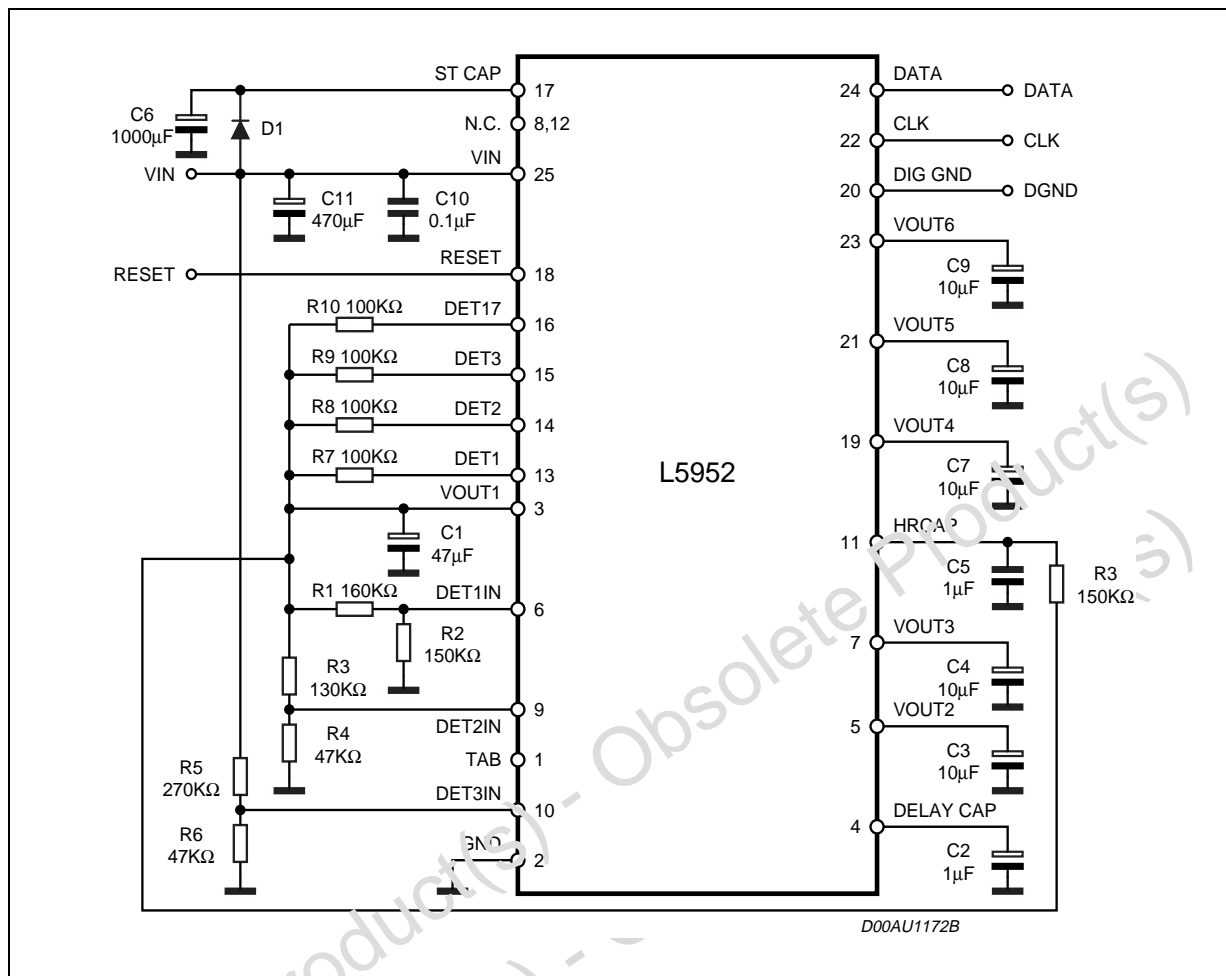 ST CAP
17
C6
1000µF
D1
N.C.
8,12
VIN
VIN
25
C11
470µF
C10
0.1µF
RESET
RESET
18
R10 100KΩ
DET17
16
R9 100KΩ
DET3
15
R8 100KΩ
DET2
14
R7 100KΩ
DET1
13
VOUT1
3
C1
47µF
R1 160KΩ
DET1IN
6
R2
150KΩ
R3
130KΩ
9
DET2IN
R4
47KΩ
TAB
1
R5
270KΩ
DET3IN
10
R6
47KΩ
GND
2
L5952
DATA
24
DATA
CLK
22
CLK
DIG GND
20
DGND
VOUT6
23
C9
10µF
VOUT5
21
C8
10µF
VOUT4
19
C7
10µF
HRCAP
11
C5
1µF
R3
150KΩ
VOUT3
7
C4
10µF
VOUT2
5
C3
10µF
DELAY CAP
4
C2
1µF
D00AU1172B
Product(s) - Obsolete Product(s)